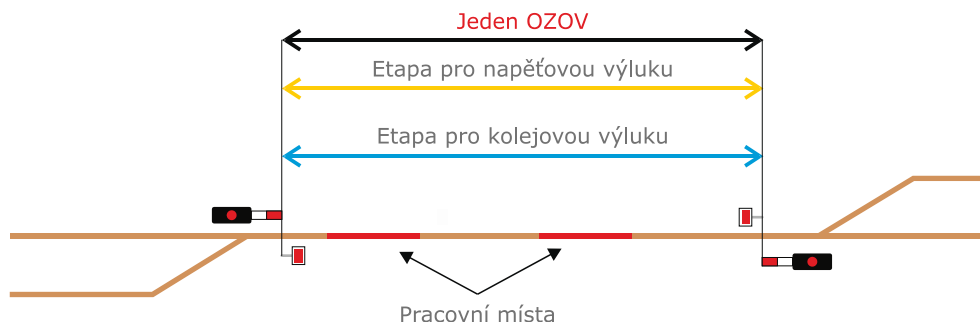 Jeden OZOV
Etapa pro napěťovou výluku
Etapa pro kolejovou výluku
Pracovní místa